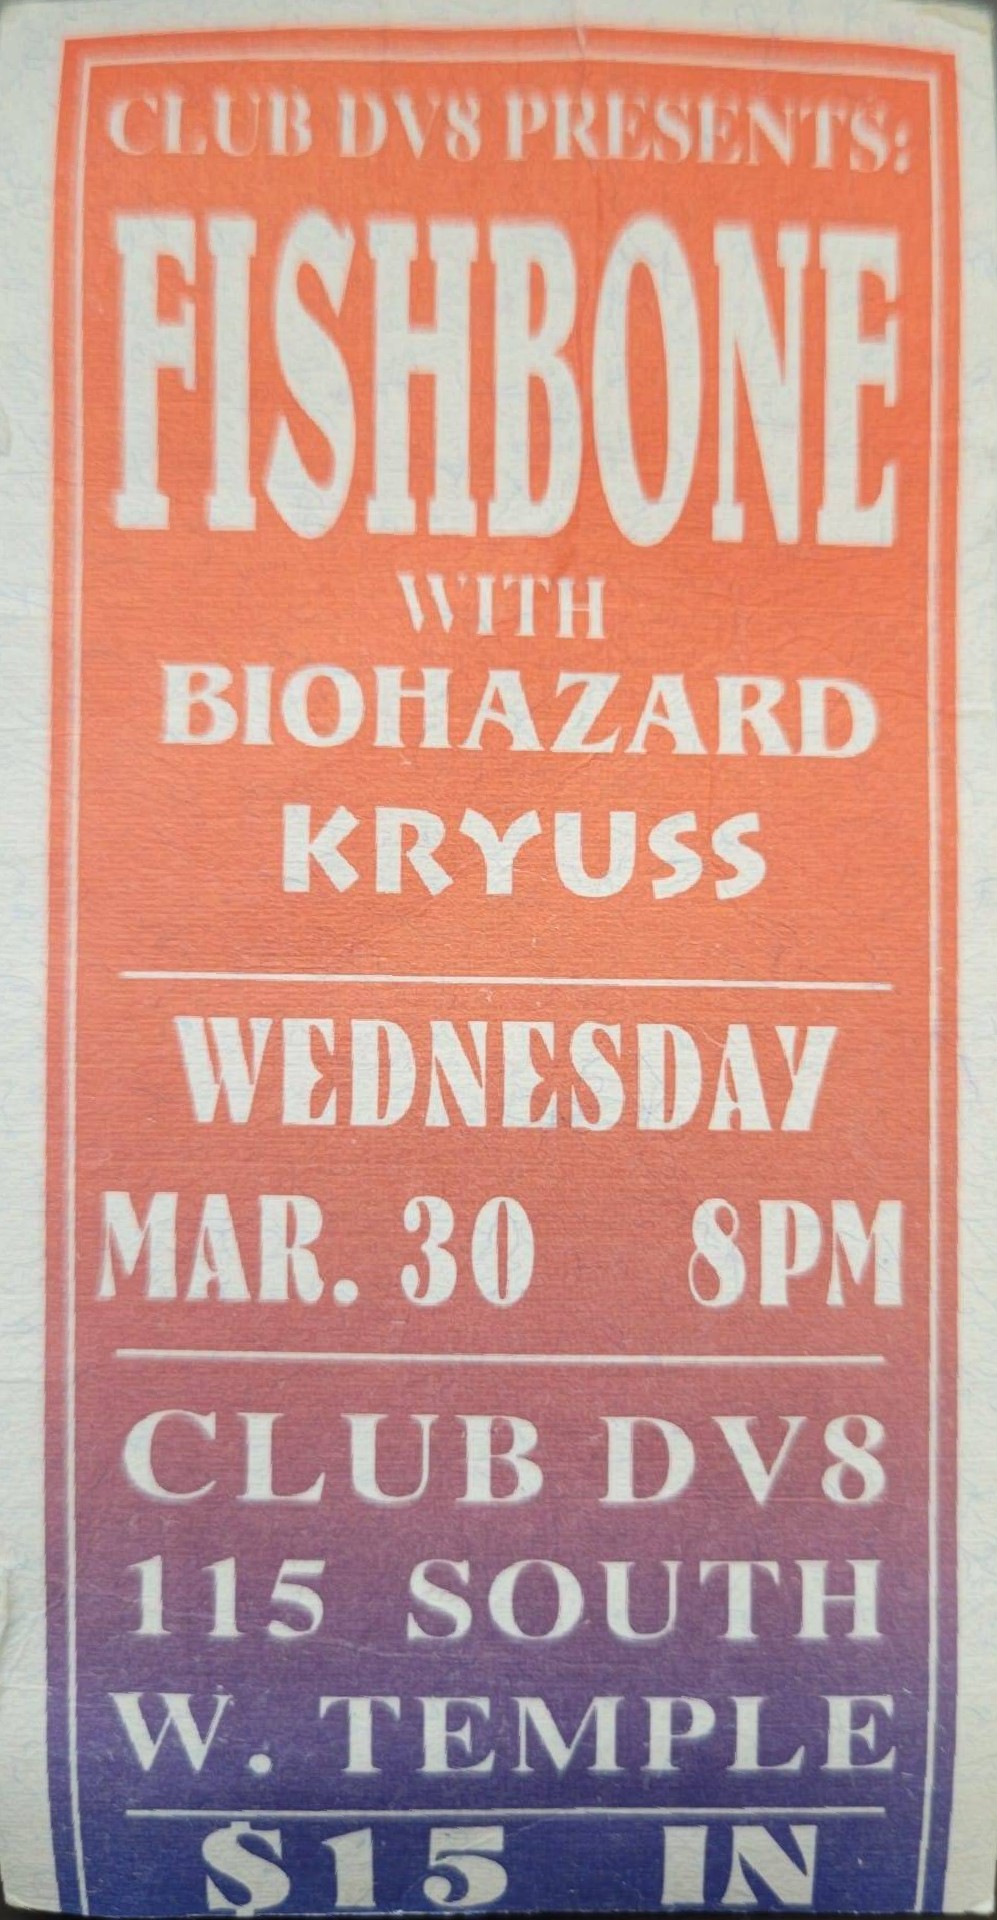 CLUB DV8 PRESENTS:
FISHBONE
WITH
BIOHAZARD
KRYUSS
WEDNESDAY
MAR. 30 8PM
CLUB DV8
115 SOUTH
W. TEMPLE
$15 IN